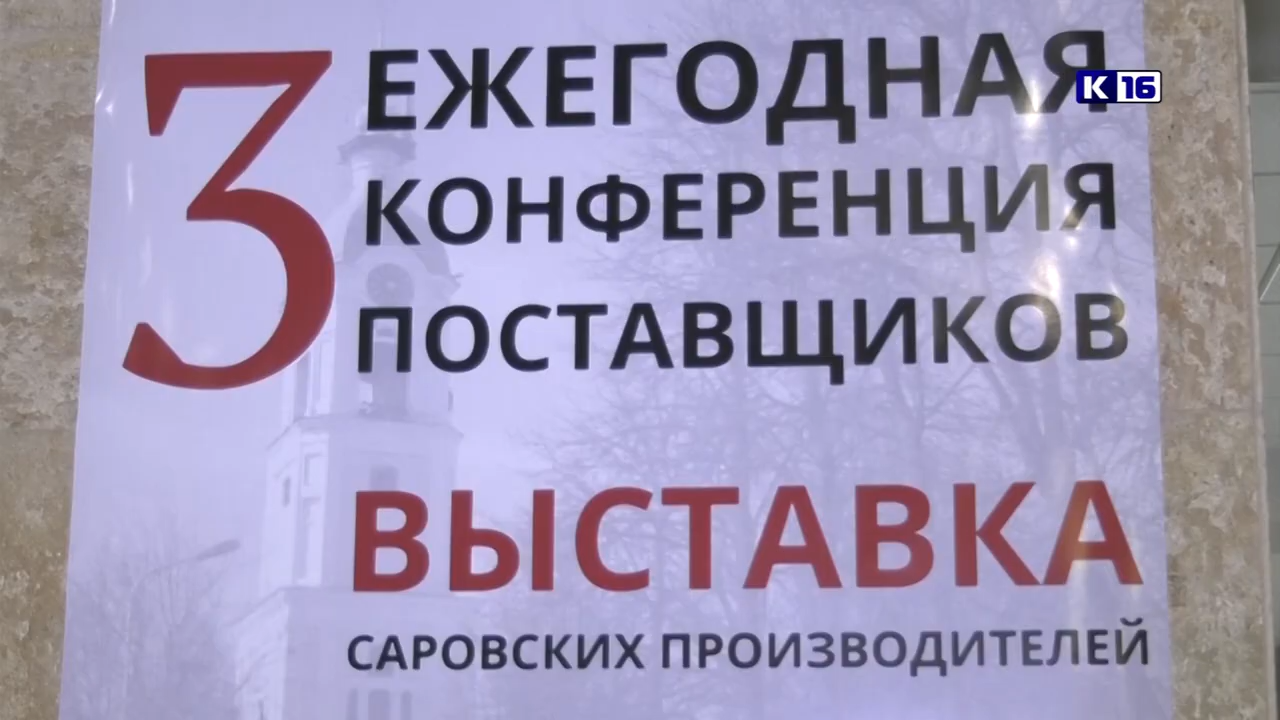 3 ЕЖЕГОДНАЯ
КОНФЕРЕНЦИЯ
ПОСТАВЩИКОВ
ВЫСТАВКА
САРОВСКИХ ПРОИЗВОДИТЕЛЕЙ
К 16